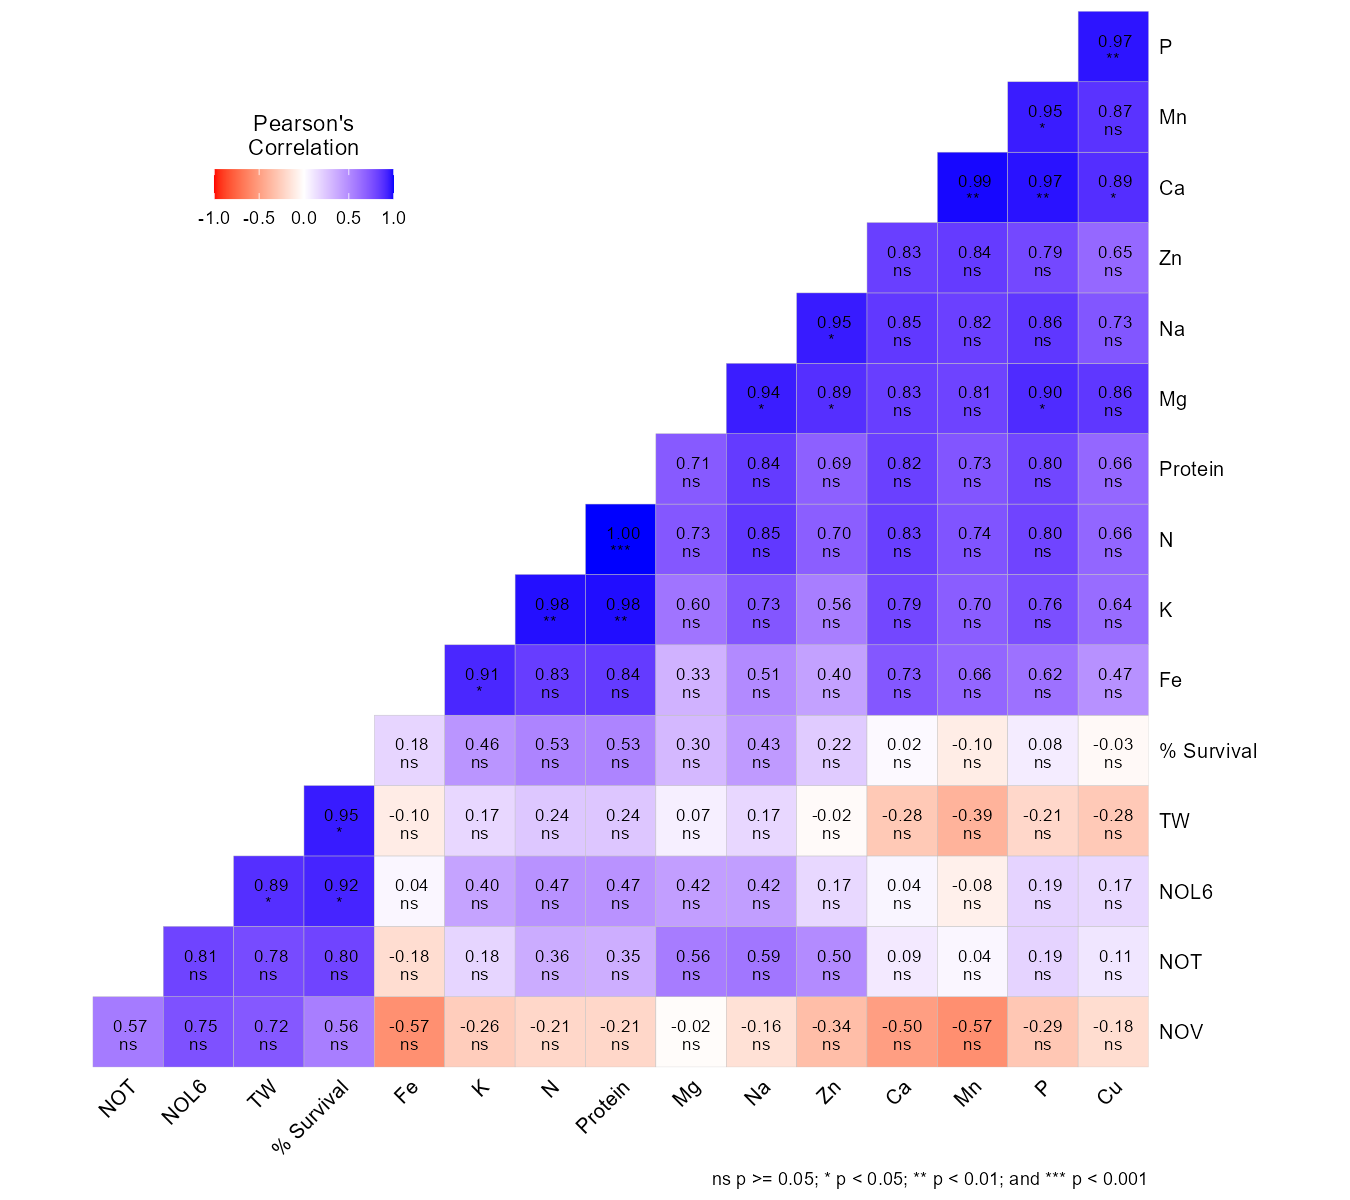 0.97
**
P
Pearson's
Correlation
-1.0 -0.5 0.0 0.5 1.0
0.95 0.87
* ns
Mn
0.99 0.97 0.89
** ** *
Ca
0.83 0.84 0.79 0.65
ns ns ns ns
Zn
0.95 0.85 0.82 0.86 0.73
* ns ns ns ns
Na
0.94 0.89 0.83 0.81 0.90 0.86
* * ns ns * ns
Mg
0.71 0.84 0.69 0.82 0.73 0.80 0.66
ns ns ns ns ns ns ns
Protein
1.00 0.73 0.85 0.70 0.83 0.74 0.80 0.66
*** ns ns ns ns ns ns ns
N
0.98 0.98 0.60 0.73 0.56 0.79 0.70 0.76 0.64
** ** ns ns ns ns ns ns ns
K
0.91 0.83 0.84 0.33 0.51 0.40 0.73 0.66 0.62 0.47
* ns ns ns ns ns ns ns ns ns
Fe
0.18 0.46 0.53 0.53 0.30 0.43 0.22 0.02 -0.10 0.08 -0.03
ns ns ns ns ns ns ns ns ns ns ns
% Survival
0.95 -0.10 0.17 0.24 0.24 0.07 0.17 -0.02 -0.28 -0.39 -0.21 -0.28
* ns ns ns ns ns ns ns ns ns ns ns
TW
0.89 0.92 0.04 0.40 0.47 0.47 0.42 0.42 0.17 0.04 -0.08 0.19 0.17
* * ns ns ns ns ns ns ns ns ns ns ns
NOL6
0.81 0.78 0.80 -0.18 0.18 0.36 0.35 0.56 0.59 0.50 0.09 0.04 0.19 0.11
ns ns ns ns ns ns ns ns ns ns ns ns ns ns
NOT
0.57 0.75 0.72 0.56 -0.57 -0.26 -0.21 -0.21 -0.02 -0.16 -0.34 -0.50 -0.57 -0.29 -0.18
ns ns ns ns ns ns ns ns ns ns ns ns ns ns ns
NOV
NOT NOL6 TW % Survival Fe K N Protein Mg Na Zn Ca Mn P Cu
ns p >= 0.05; * p < 0.05; ** p < 0.01; and *** p < 0.001